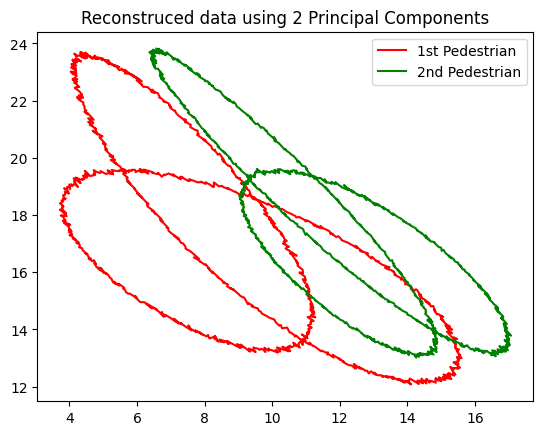 Reconstruced data using 2 Principal Components
1st Pedestrian
2nd Pedestrian
24
22
20
18
16
14
12
4 6 8 10 12 14 16